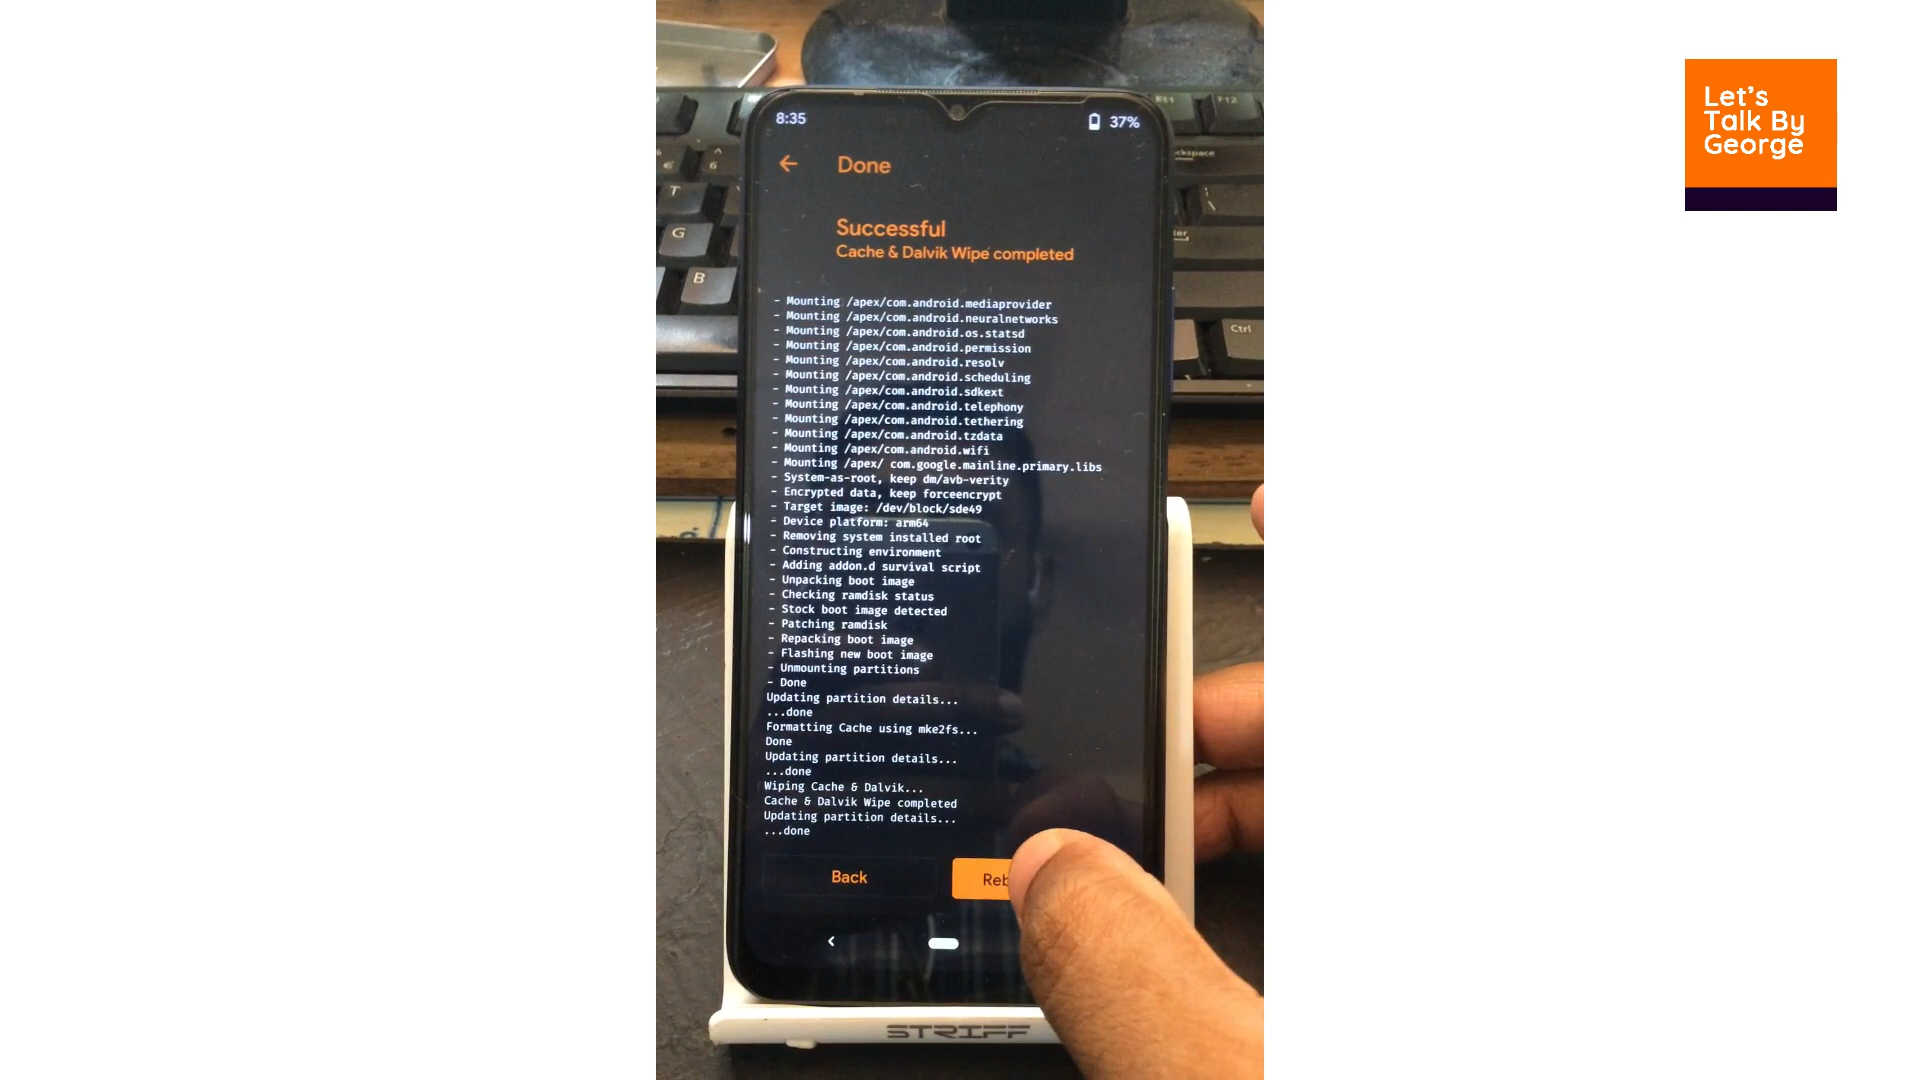 8:35
37%
Done
Successful
Cache & Dalvik Wipe completed
- Mounting /apex/com.android.mediaprovider
- Mounting /apex/com.android.neuralnetworks
- Mounting /apex/com.android.os.statsd
- Mounting /apex/com.android.permission
- Mounting /apex/com.android.resolv
- Mounting /apex/com.android.scheduling
- Mounting /apex/com.android.sdkext
- Mounting /apex/com.android.telephony
- Mounting /apex/com.android.tethering
- Mounting /apex/com.android.tzdata
- Mounting /apex/com.android.wifi
- Mounting /apex/ com.google.mainline.primary.libs
- System-as-root, keep dm/avb-verity
- Encrypted data, keep forceencrypt
- Target image: /dev/block/sde49
- Device platform: arm64
- Removing system installed root
- Constructing environment
- Adding addon.d survival script
- Unpacking boot image
- Checking ramdisk status
- Stock boot image detected
- Patching ramdisk
- Repacking boot image
- Flashing new boot image
- Unmounting partitions
- Done
Updating partition details...
...done
Formatting Cache using mke2fs...
Done
Updating partition details...
...done
Wiping Cache & Dalvik...
Cache & Dalvik Wipe completed
Updating partition details...
...done
Back
Reb
STRIFF
F12
6
T
G
B
Ctrl
Let's
Talk By
George